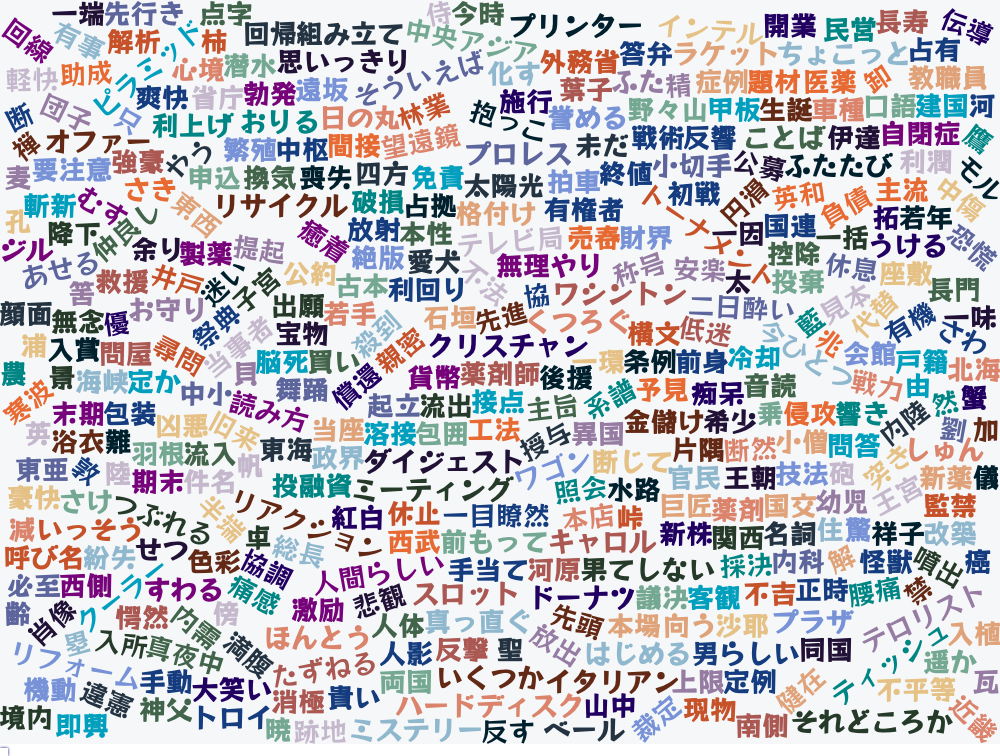 一端 先行き 点字 侍 今時 プリンター インテル 開業 民営 長寿 伝導
回線 有事 解析 ピラミッド 柿 回帰 組み立て 中央アジア 外務省 答弁 ラケット ちょこっと 占有
軽快 助成 心境 潜水 思いっきり そういえば 化す 葉子 ふた 精 症例 題材 医薬 卸 教職員
断 団子 只 爽快 省庁 勃発 遠坂 抱っこ 施行 誉める 野々山 甲板 生誕 車種 口語 建国 河
禅 オファー 利上げ おりる 日の丸 林業 プロレス 未だ 戦術 反響 ことば 伊達 自閉症 鷹
麦 要注意 強豪 やう 繁殖 中枢 間接 望遠鏡 太陽光 拍車 終値 小切手 公募 ふたたび 利潤 モル
孔 斬新 むす さき 東西 申込 換気 喪失 四方 免責 初戦 円滑 英和 負債 主流 中傷
ジル 降下 仲良し リサイクル 破損 占拠 格付け 有権者 トーナメント 一因 国連 一括 拓 若年 うける 恐慌
あせる 余り 製薬 提起 癒着 放射 本性 テレビ局 売春 財界 控除 休息 座敷
答 救援 井戸 迷い 子宮 公約 絶版 愛犬 寸法 無理やり 称号 安楽 太 投棄 長門
顔面 無念 優 お守り 祭典 出願 古本 利回り 協 ワシントン 二日酔い 藍 見本 代替 有機 一味
浦 入賞 問屋 尋問 当事者 宝物 若手 殺到 石垣 先進 くつろぐ 構文 低迷 兆 さわ
農 景 海峡 定か 貝 脳死 買い 親密 クリスチャン 一環 条例 前身 冷却 会館 戸籍 北海
寒波 中小 舞踊 償還 貨幣 薬剤師 後援 系譜 予見 痴呆 音読 戦力 由 然 蟹
末期 包装 凶悪 旧来 読み方 起立 流出 接点 主旨 金儲け 希少 乗 侵攻 響き 内陸 劉 加
浴衣 難 羽根 流入 帆 東海 当座 政界 溶接 包囲 工法 授与 異国 片隅 断然 小僧 問答 しゅん
東亜 敦 陸 期末 件名 ダイジェスト ワゴン 断じて 官民 王朝 技法 砲 突き 新薬 儀
豪快 さけ つぶれる 半端 リアクション 投融資 ミーティング 照会 水路 巨匠 薬剤 国交 幼児 王宮 監禁
減 いっそう 卓 紅白 休止 一目瞭然 本店 峠 新株 関西 名詞 住 驚 祥子 改築
呼び名 紛失 せつ 色彩 総長 西武 前もって キャロル 採決 内科 解 怪獣 噴出 癌
必至 西側 クーラー すわる 協調 痛感 人間らしい 手当て 河原 果てしない 議決 客観 不吉 正時 腰痛 禁
齢 肖像 愕然 内需 傍 激励 悲観 スロット ドーナツ 先頭 本場 向う 沙耶 プラザ テロリスト
塁 入所 真夜中 満腹 ほんとう 人体 真っ直ぐ 放出 はじめる 男らしい 同国 ティッシュ 遥か 入植
リフォーム 機動 違憲 手動 大笑い たずねる 人影 反撃 聖 両国 いくつか イタリアン 上限 定例 健在 不平等 瓦
境内 即興 神父 トロイ 消極 貴い 暁 跡地 ハードディスク ミステリー 反す ベール 山中 裁定 現物 南側 それどころか 近畿